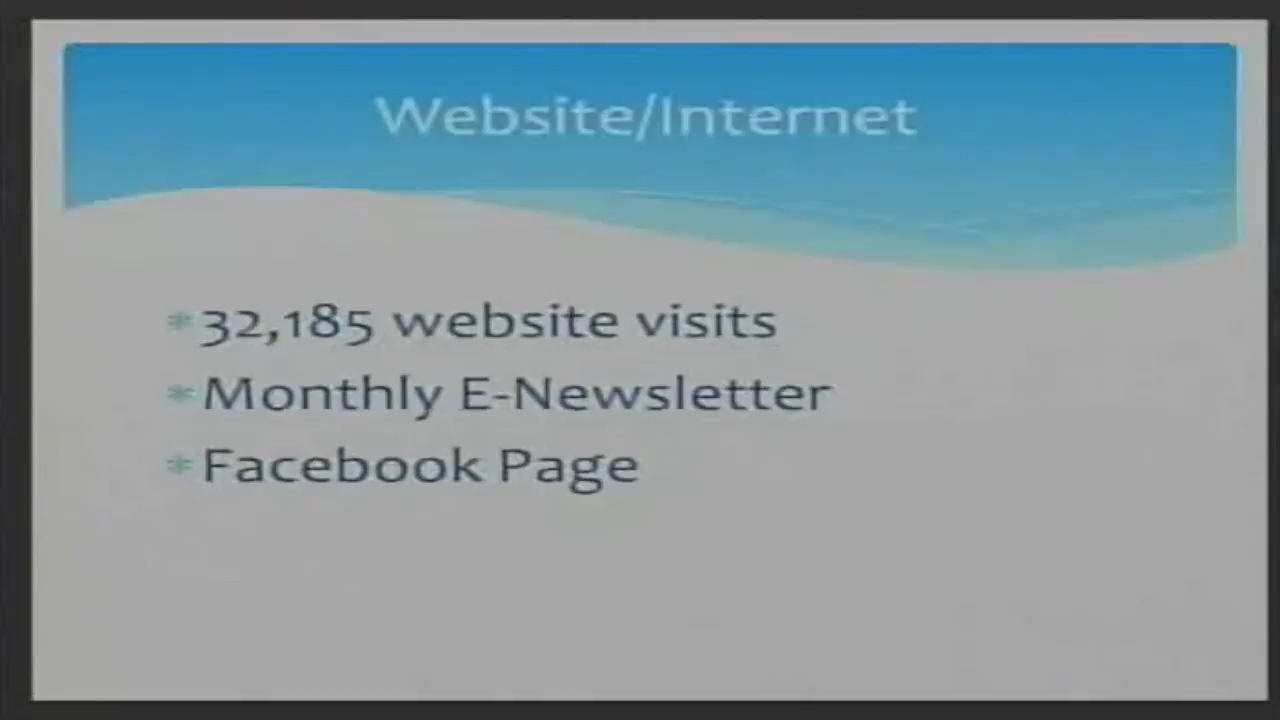 Website/Internet
* 32,185 website visits
* Monthly E-Newsletter
* Facebook Page